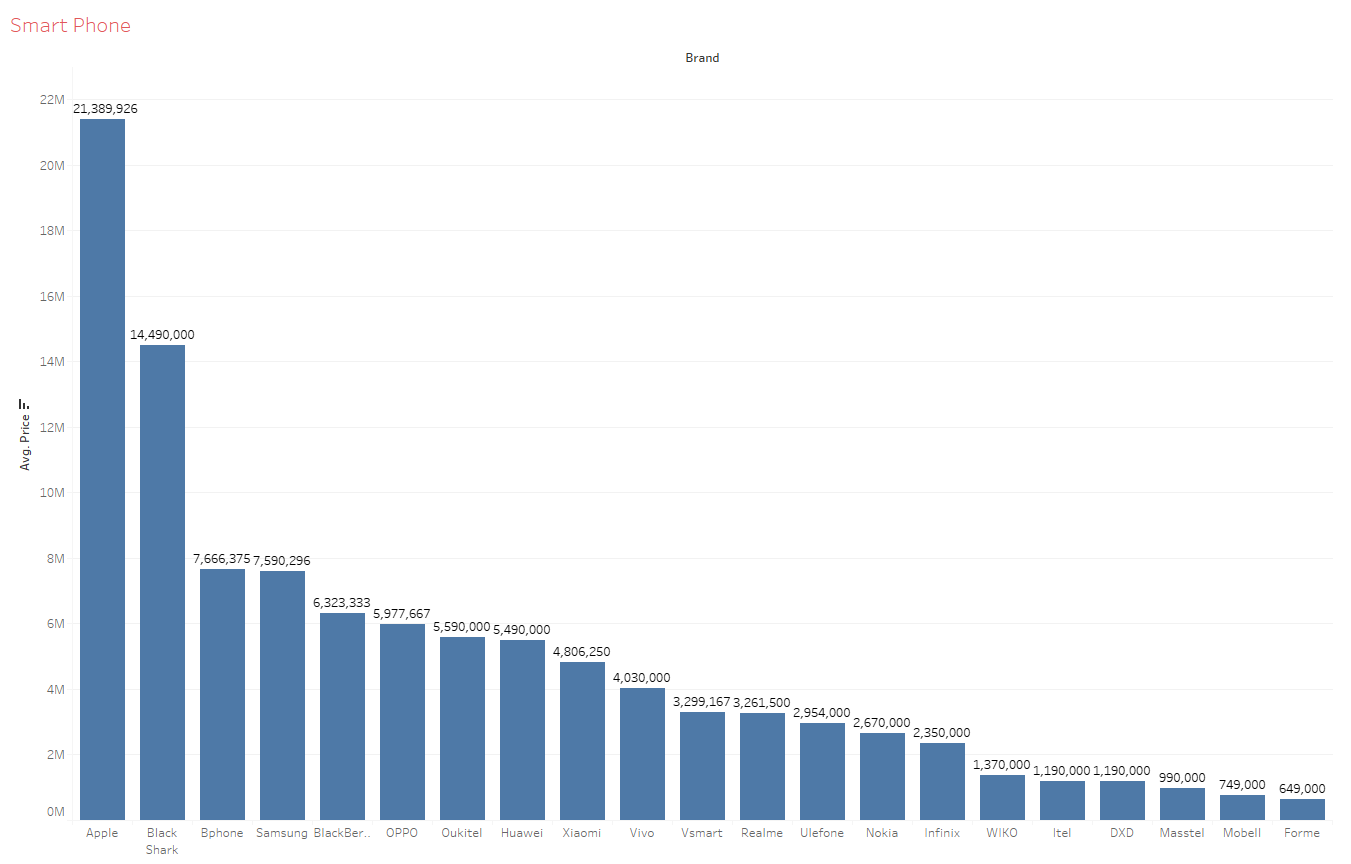 Smart Phone
Brand
22M
20M
18M
16M
14M
12M
10M
8M
6M
4M
2M
0M
Avg. Price
21,389,926
14,490,000
7,666,375
7,590,296
6,323,333
5,977,667
5,590,000
5,490,000
4,806,250
4,030,000
3,299,167
3,261,500
2,954,000
2,670,000
2,350,000
1,370,000
1,190,000
1,190,000
990,000
749,000
649,000
Apple
Black
Shark
Bphone
Samsung
BlackBer..
OPPO
Oukitel
Huawei
Xiaomi
Vivo
Vsmart
Realme
Ulefone
Nokia
Infinix
WIKO
Itel
DXD
Masstel
Mobell
Forme